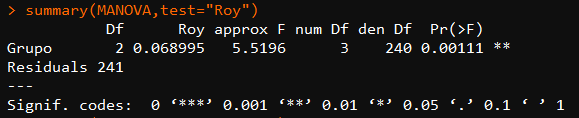 > summary(MANOVA,test="Roy")
Df Roy approx F num Df den Df Pr(>F)
Grupo 2 0.068995 5.5196 3 240 0.00111 **
Residuals 241
---
Signif. codes: 0 ‘***’ 0.001 ‘**’ 0.01 ‘*’ 0.05 ‘.’ 0.1 ‘ ’ 1